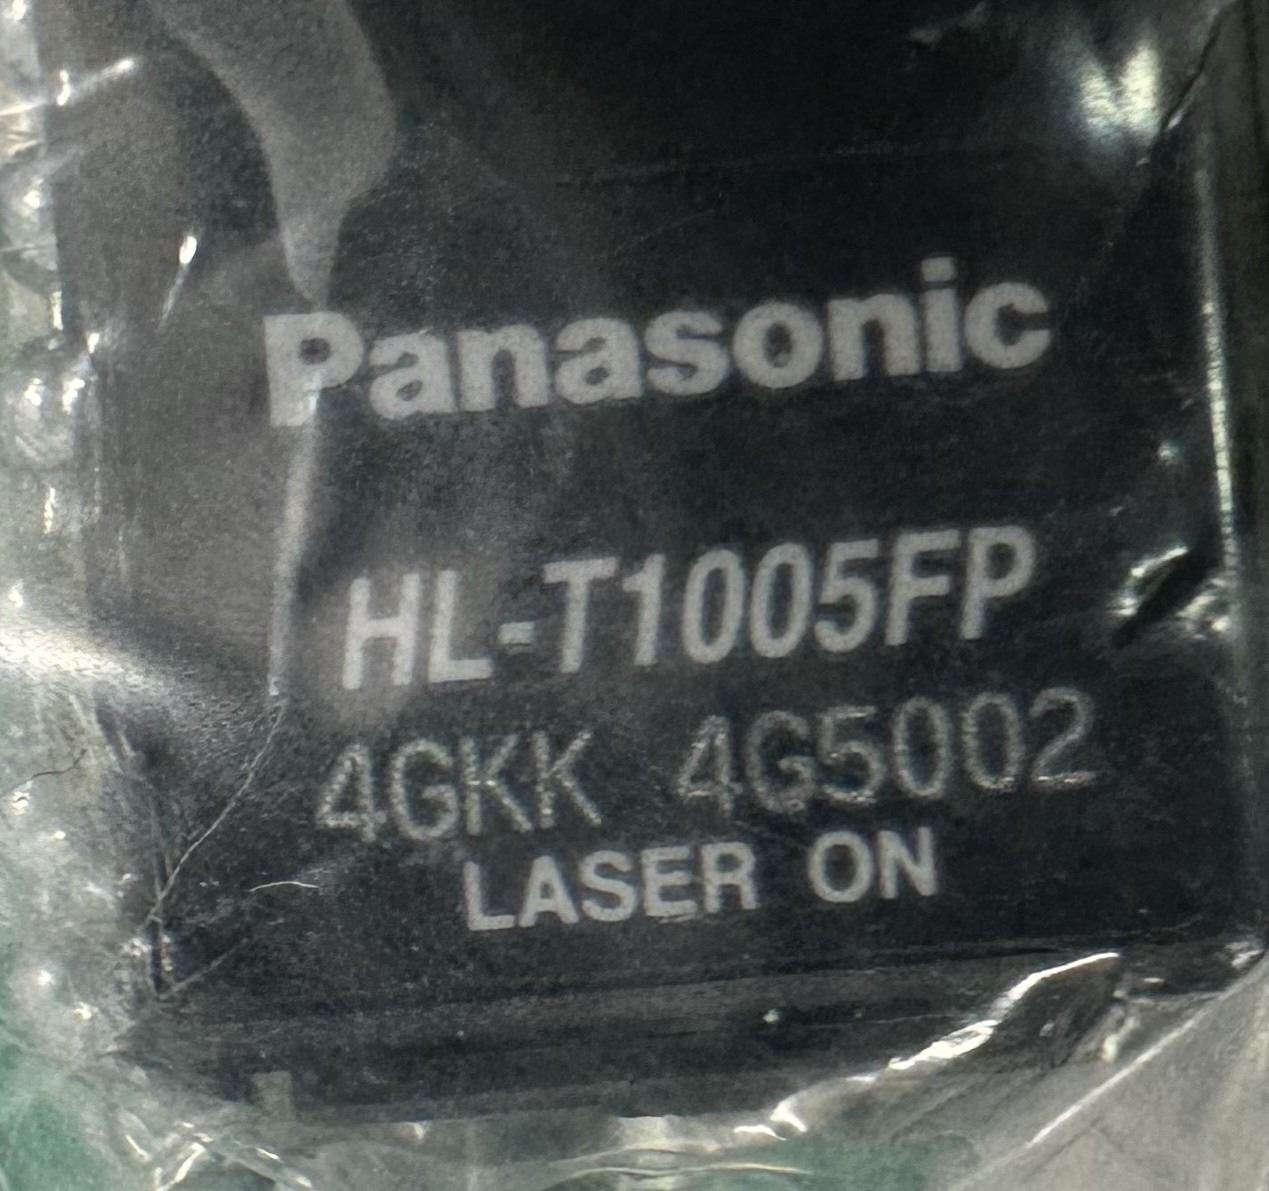 Panasonic
HL-T1005FP
4GKK 4G5002
LASER ON